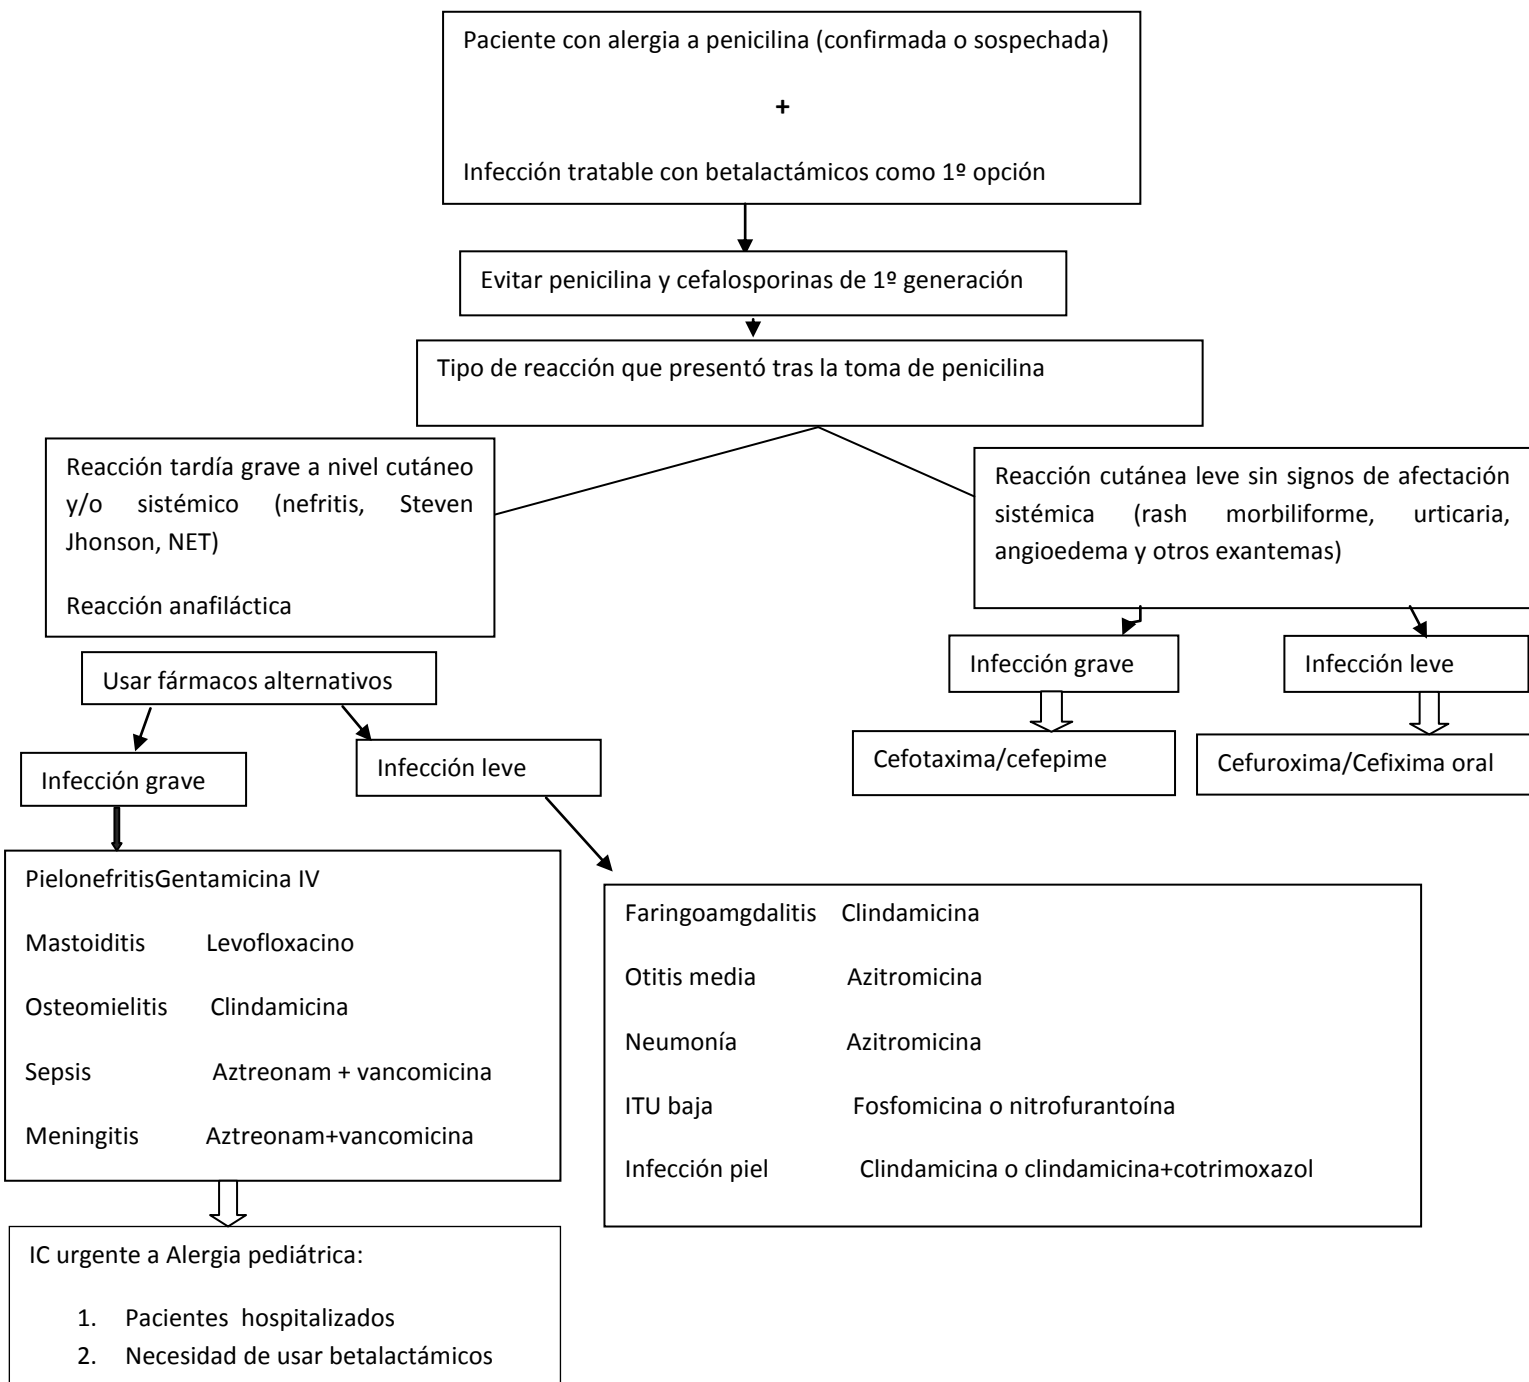 Paciente con alergia a penicilina (confirmada o sospechada)
+
Infección tratable con betalactámicos como 1º opción
Evitar penicilina y cefalosporinas de 1º generación
Tipo de reacción que presentó tras la toma de penicilina
Reacción tardía grave a nivel cutáneo
y/o sistémico (nefritis, Steven
Jhonson, NET)
Reacción anafiláctica
Reacción cutánea leve sin signos de afectación
sistémica (rash morbiliforme, urticaria,
angioedema y otros exantemas)
Usar fármacos alternativos
Infección grave
Infección leve
Infección grave
Infección leve
Cefotaxima/cefepime
Cefuroxima/Cefixima oral
PielonefritisGentamicina IV
Mastoiditis Levofloxacino
Osteomielitis Clindamicina
Sepsis Aztreonam + vancomicina
Meningitis Aztreonam+vancomicina
Faringoamgdalitis Clindamicina
Otitis media Azitromicina
Neumonía Azitromicina
ITU baja Fosfomicina o nitrofurantoína
Infección piel Clindamicina o clindamicina+cotrimoxazol
IC urgente a Alergia pediátrica:
1. Pacientes hospitalizados
2. Necesidad de usar betalactámicos